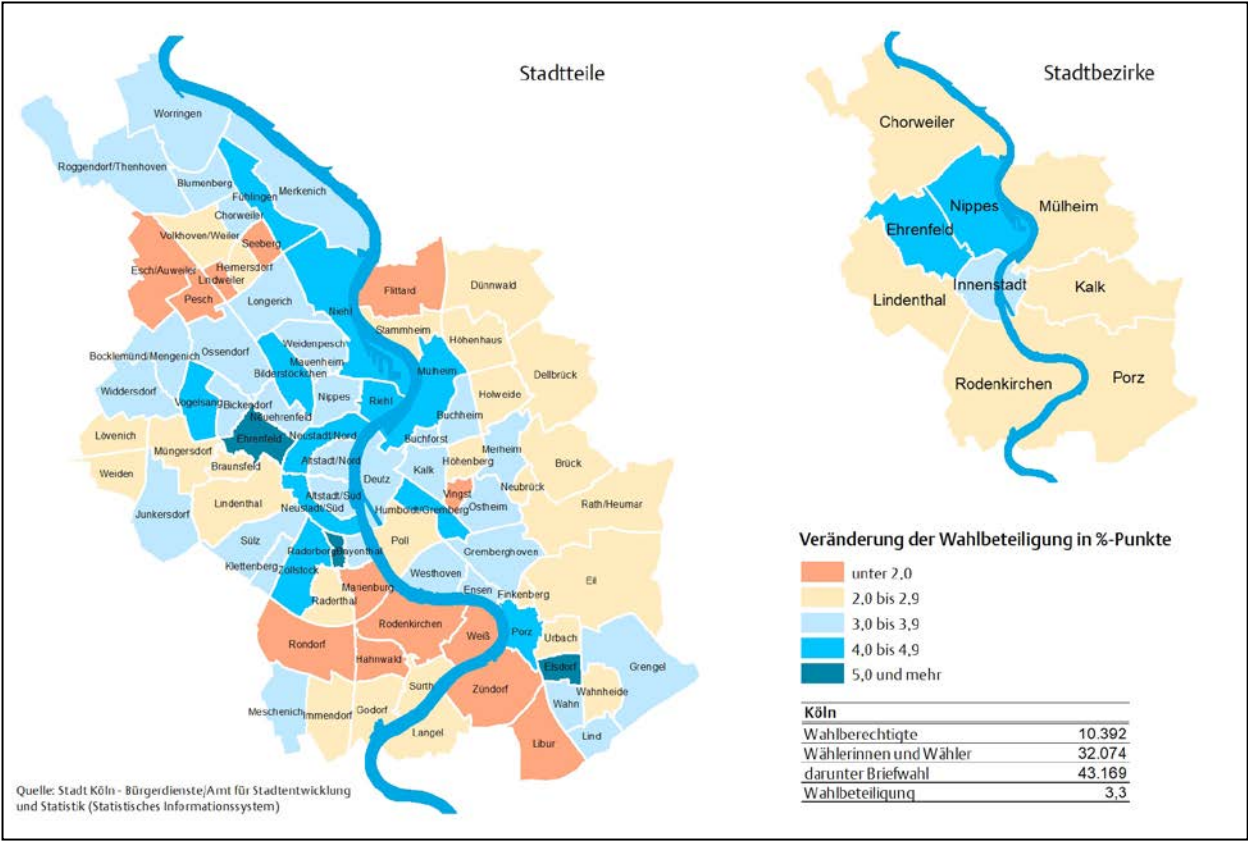 Stadtteile
Worringen
Roggendorf/Thenhoven
Blumenberg
Fühlingen
Merkenich
Chorweiler
Volkhoven/Weiler
Seeberg
Heimersdorf
Esch/Auweiler
Lindweiler
Pesch
Longerich
Niehl
Flittard
Dünnwald
Stammheim
Höhenhaus
Weidenpesch
Ossendorf
Bocklemünd/Mengenich
Mauenheim
Bilderstöckchen
Mülheim
Dellbrück
Widdersdorf
Nippes
Riehl
Holweide
Vogelsang
Bickendorf
Neuehrenfeld
Buchheim
Lövenich
Ehrenfeld
Neustadt/Nord
Buchforst
Müngersdorf
Merheim
Altstadt/Nord
Höhenberg
Brück
Braunsfeld
Kalk
Weiden
Deutz
Neubrück
Vingst
Lindenthal
Altstadt/Süd
Rath/Heumar
Neustadt/Süd
Humboldt/Gremberg
Ostheim
Junkersdorf
Sülz
Poll
Raderberg
Bayenthal
Gremberghoven
Klettenberg
Zollstock
Westhoven
Eil
Marienburg
Ensen
Finkenberg
Raderthal
Rodenkirchen
Weiß
Porz
Urbach
Rondorf
Hahnwald
Elsdorf
Grengel
Sürth
Zündorf
Wahnheide
Wahn
Meschenich
Immendorf
Godorf
Langel
Lind
Libur
Quelle: Stadt Köln - Bürgerdienste/Amt für Stadtentwicklung
und Statistik (Statistisches Informationssystem)
Stadtbezirke
Chorweiler
Nippes
Mülheim
Ehrenfeld
Innenstadt
Kalk
Lindenthal
Rodenkirchen
Porz
Veränderung der Wahlbeteiligung in %-Punkte
unter 2,0
2,0 bis 2,9
3,0 bis 3,9
4,0 bis 4,9
5,0 und mehr
Köln
Wahlberechtigte 10.392
Wählerinnen und Wähler 32.074
darunter Briefwahl 43.169
Wahlbeteiligung 3,3